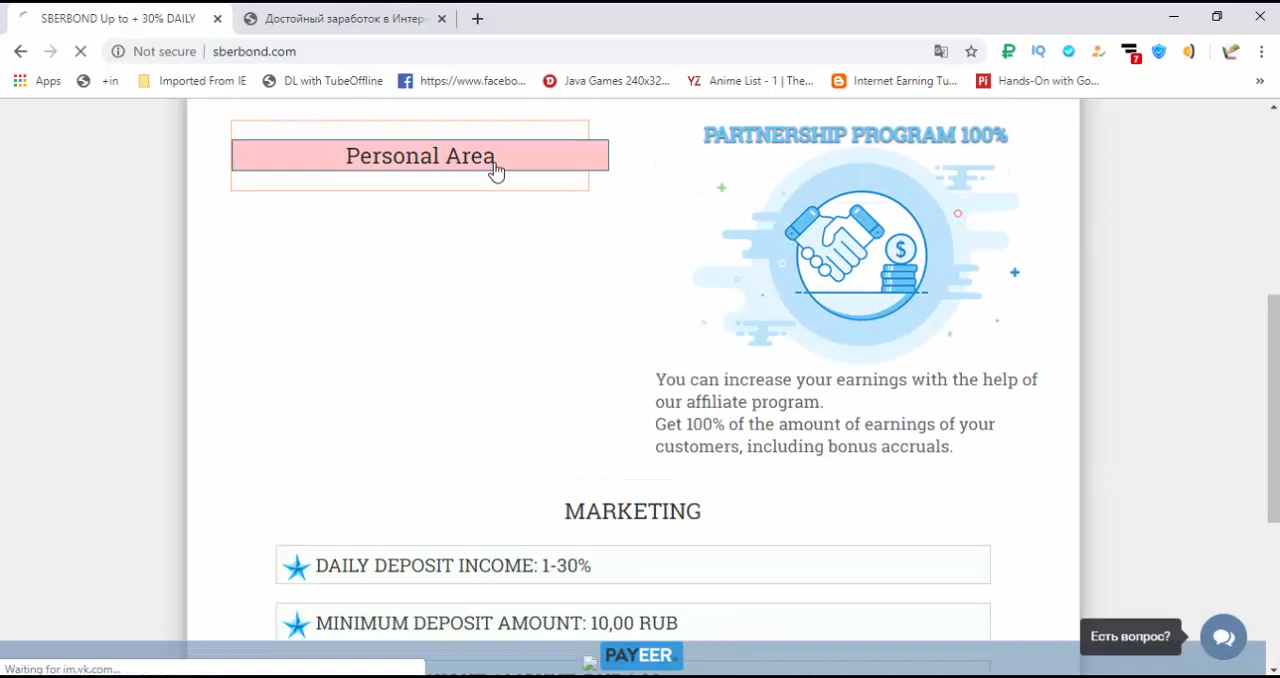 SBERBOND Up to + 30% DAILY
Достойный заработок в Интер
Not secure
sberbond.com
7
Apps
+in
Imported From IE
DL with TubeOffline
https://www.facebo...
Java Games 240x32...
Anime List - 1 | The...
Internet Earning Tu...
Hands-On with Go...
»
Personal Area
PARTNERSHIP PROGRAM 100%
You can increase your earnings with the help of
our affiliate program.
Get 100% of the amount of earnings of your
customers, including bonus accruals.
MARKETING
DAILY DEPOSIT INCOME: 1-30%
MINIMUM DEPOSIT AMOUNT: 10,00 RUB
Есть вопрос?
PAYEER
Waiting for im.vk.com...